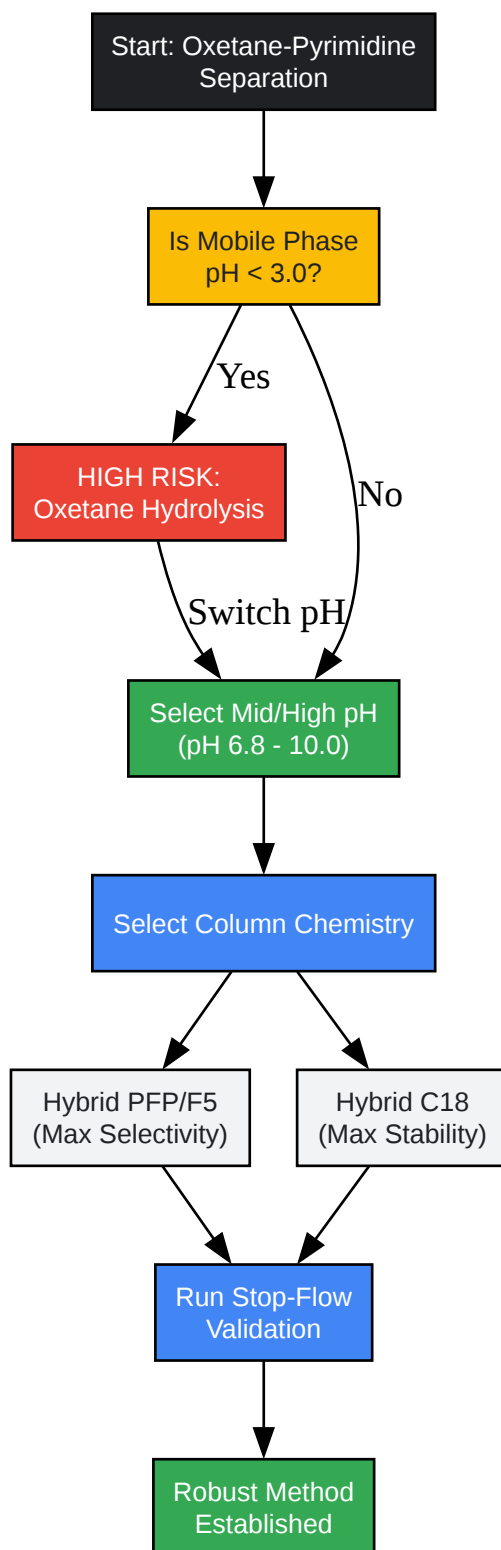 Start: Oxetane-Pyrimidine
Separation
Is Mobile Phase
pH < 3.0?
Yes
HIGH RISK:
Oxetane Hydrolysis
No
Switch pH
Select Mid/High pH
(pH 6.8 - 10.0)
Select Column Chemistry
Hybrid PFP/F5
(Max Selectivity)
Hybrid C18
(Max Stability)
Run Stop-Flow
Validation
Robust Method
Established